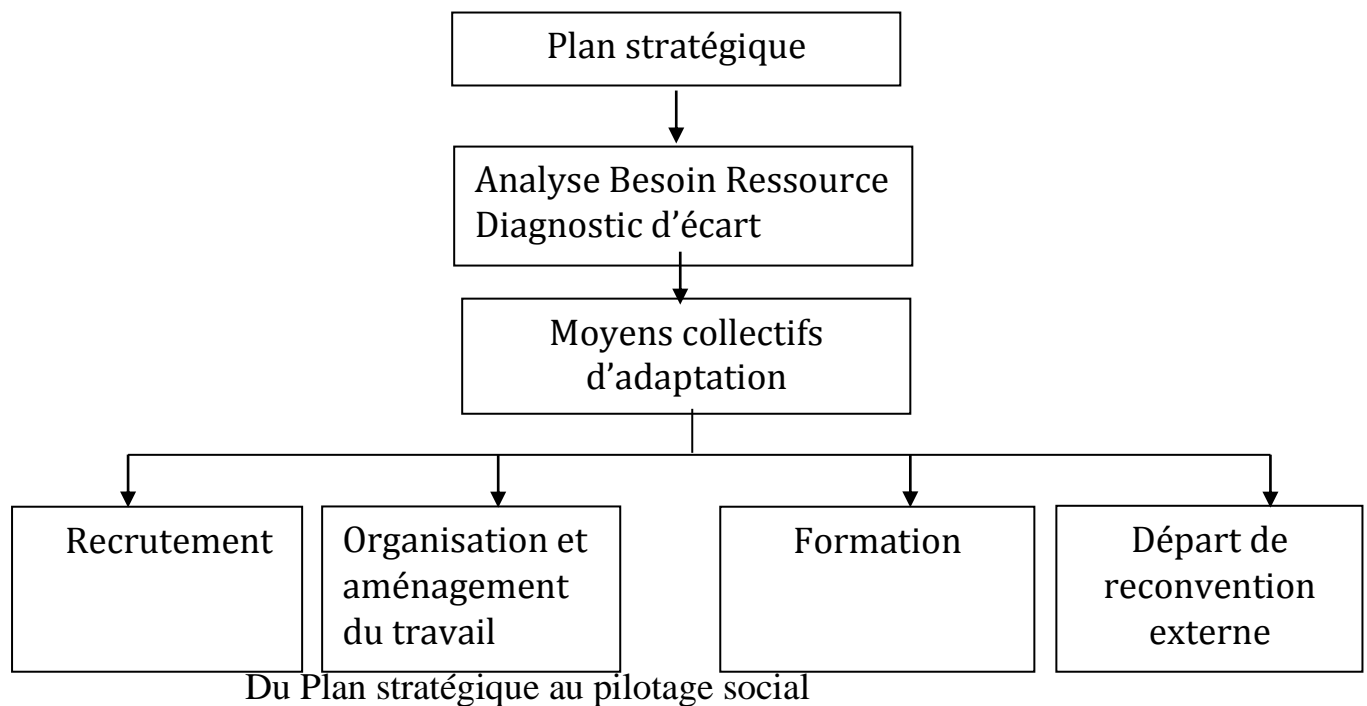 Plan stratégique
Analyse Besoin Ressource
Diagnostic d’écart
Moyens collectifs
d’adaptation
Recrutement
Organisation et
aménagement
du travail
Formation
Départ de
reconvention
externe
Du Plan stratégique au pilotage social